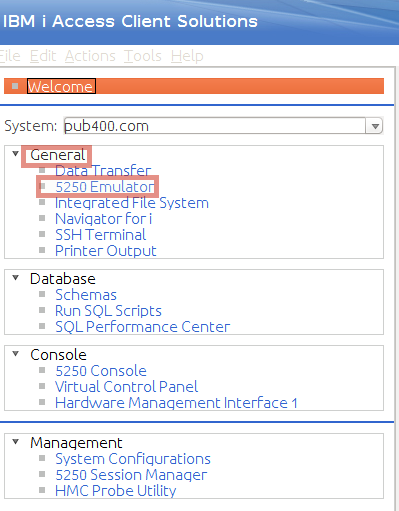 IBM i Access Client Solutions
File Edit Actions Tools Help
Welcome
System: pub400.com
General
Data Transfer
5250 Emulator
Integrated File System
Navigator for i
SSH Terminal
Printer Output
Database
Schemas
Run SQL Scripts
SQL Performance Center
Console
5250 Console
Virtual Control Panel
Hardware Management Interface 1
Management
System Configurations
5250 Session Manager
HMC Probe Utility